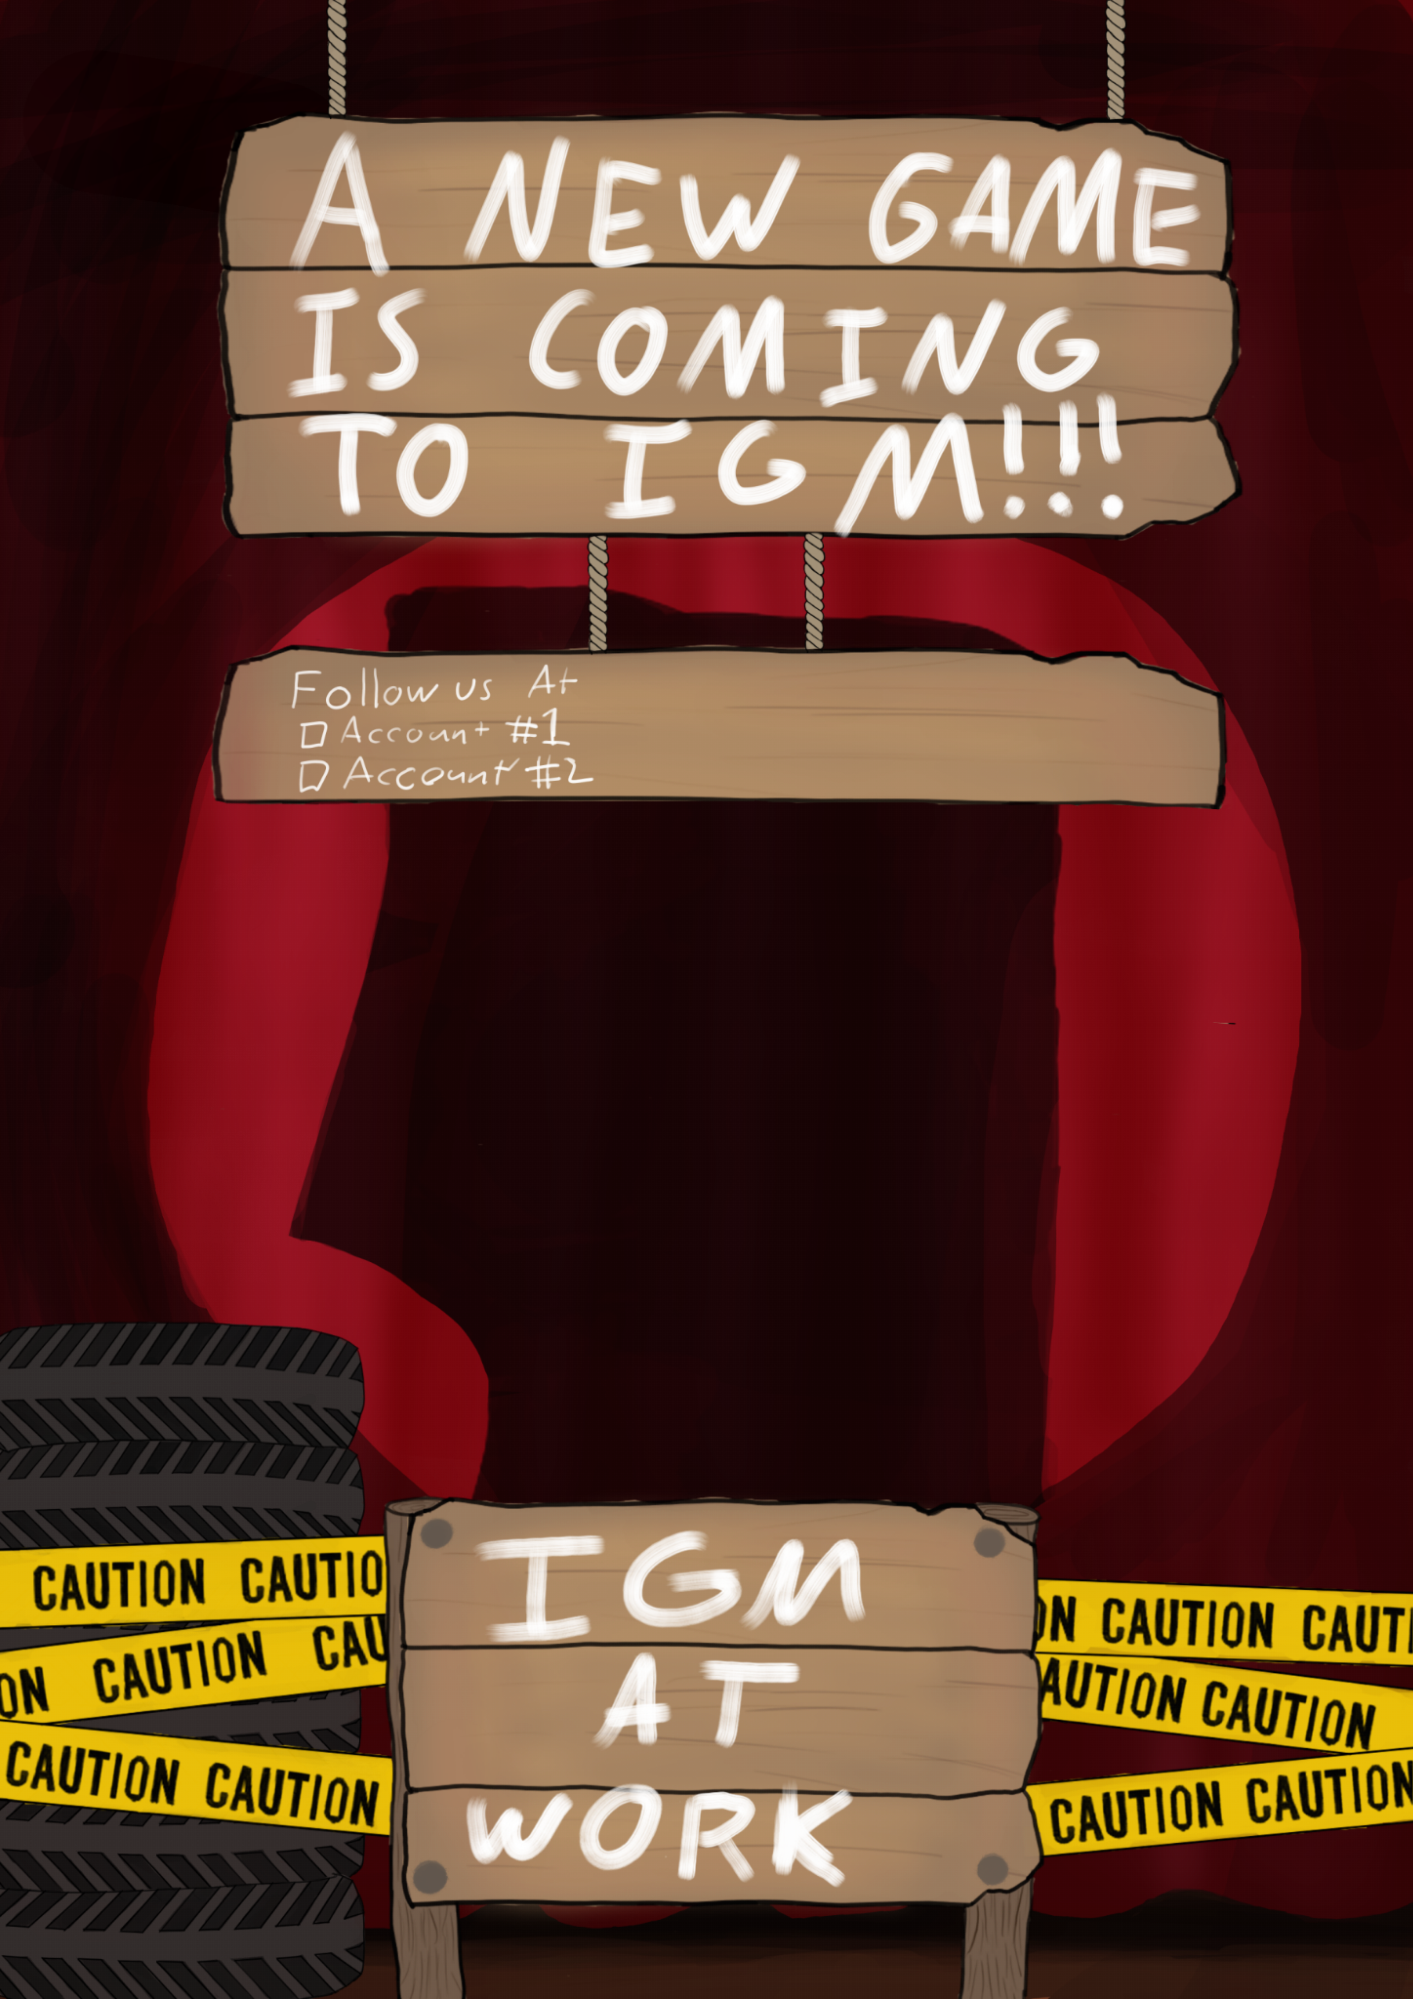 A NEW GAME
IS COMING
TO IGM!!!
Follow us At
Account #1
Account #2
IGM
AT
WORK
CAUTION CAUTIO
ON CAUTION CAU
CAUTION CAUTION
ON CAUTION CAUTI
AUTION CAUTION
CAUTION CAUTION